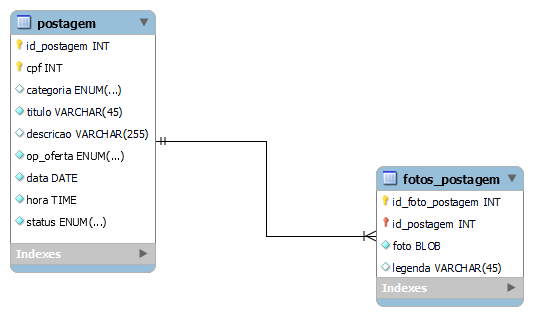 postagem
id_postagem INT
cpf INT
categoria ENUM(...)
titulo VARCHAR(45)
descricao VARCHAR(255)
op_oferta ENUM(...)
data DATE
hora TIME
status ENUM(...)
Indexes
fotos_postagem
id_foto_postagem INT
id_postagem INT
foto BLOB
legenda VARCHAR(45)
Indexes